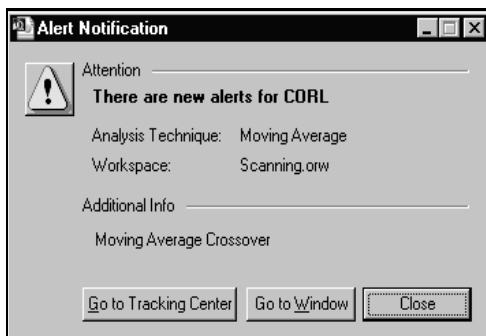 Alert Notification
Attention
There are new alerts for CORL
Analysis Technique: Moving Average
Workspace: Scanning.orw
Additional Info
Moving Average Crossover
Go to Tracking Center Go to Window Close